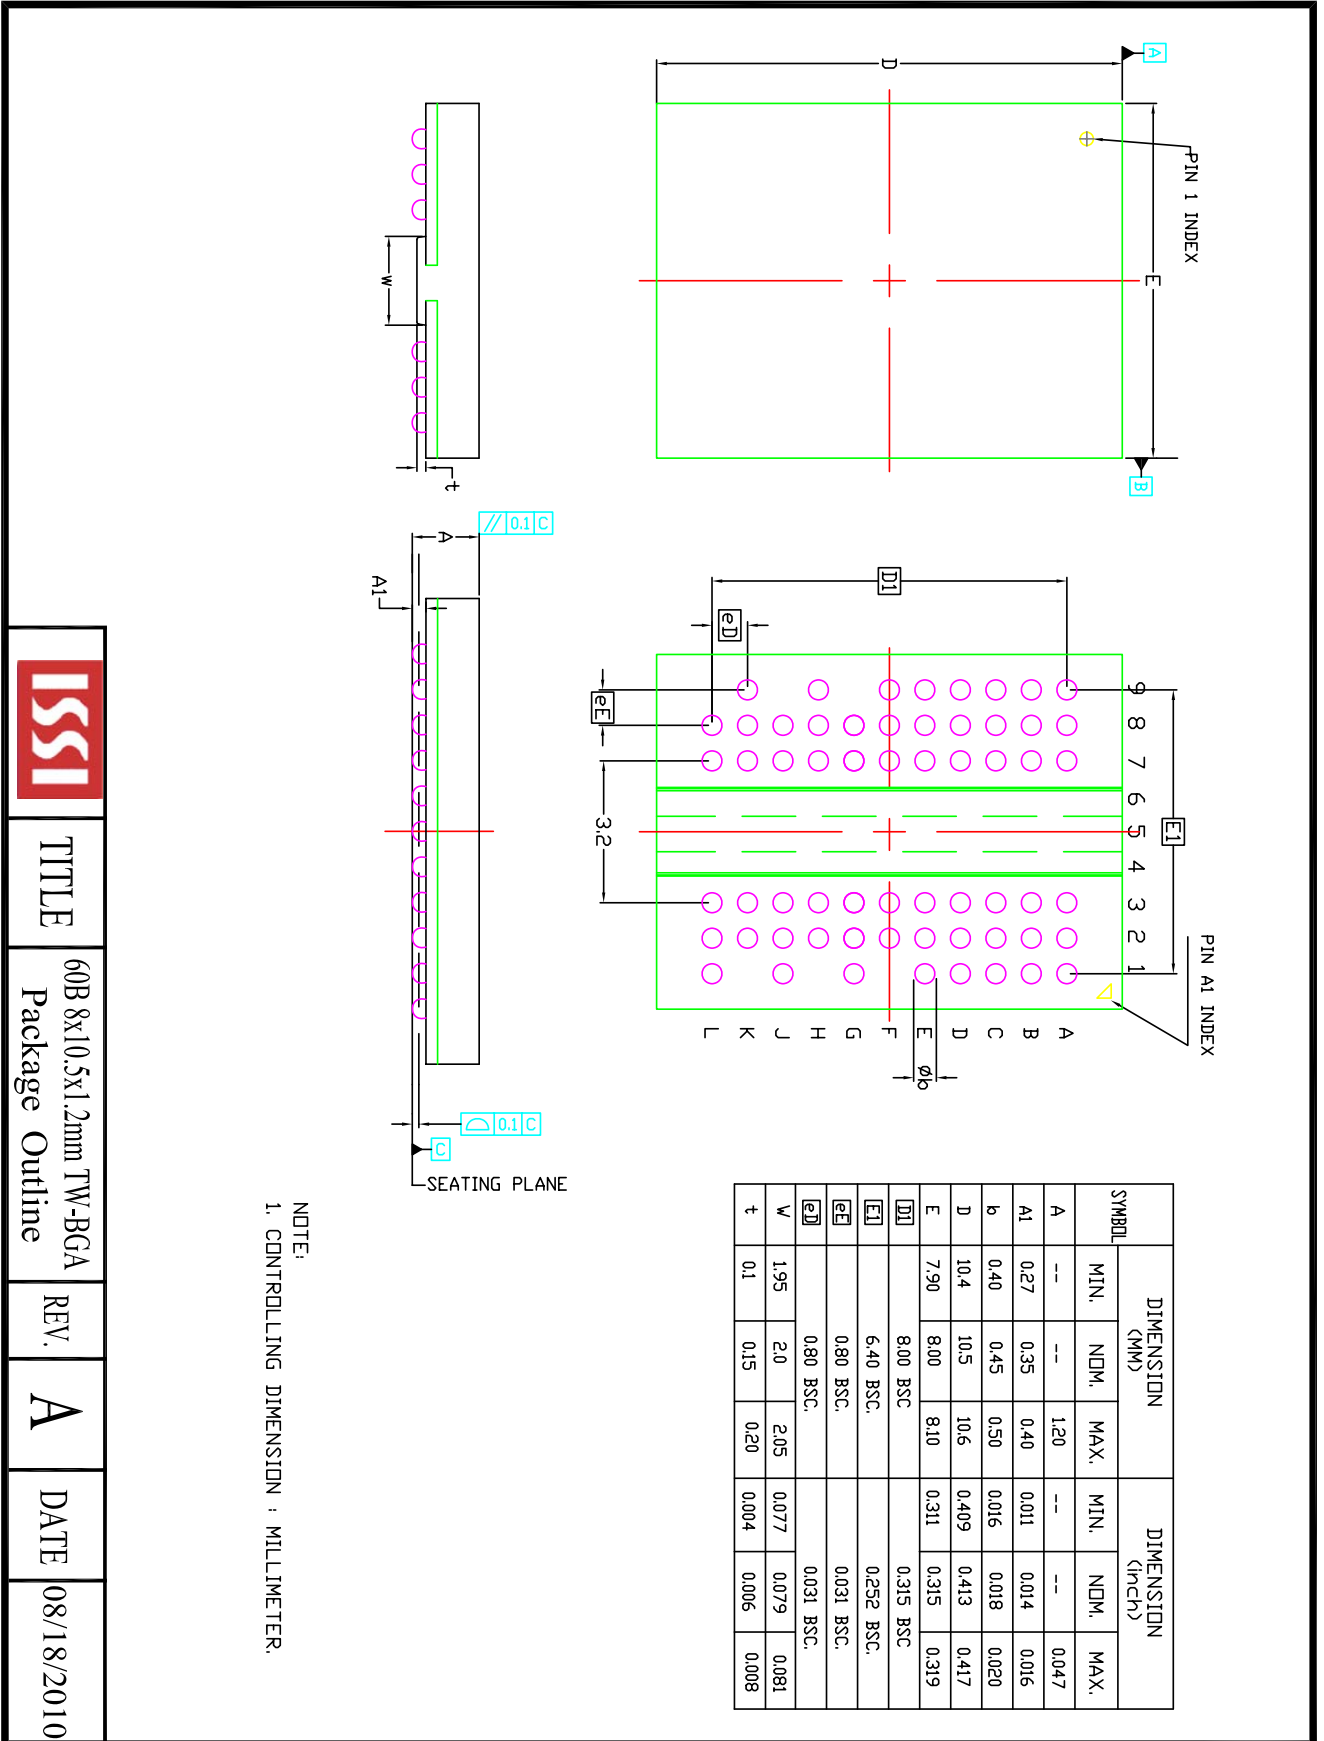 A
D
PIN 1 INDEX
E
B
w
t
// 0.1 C
A
A1
0.1 C
C
SEATING PLANE
D1
eD
eE
3.2
9 8 7 6 5 4 3 2 1
E1
PIN A1 INDEX
L K J H G F E D C B A
Øb
SYMBOL DIMENSION (MM) DIMENSION (inch)
MIN. NOM. MAX. MIN. NOM. MAX.
A -- -- 1.20 -- -- 0.047
A1 0.27 0.35 0.40 0.011 0.014 0.016
b 0.40 0.45 0.50 0.016 0.018 0.020
D 10.4 10.5 10.6 0.409 0.413 0.417
E 7.90 8.00 8.10 0.311 0.315 0.319
D1 8.00 BSC 0.315 BSC
E1 6.40 BSC. 0.252 BSC.
eE 0.80 BSC. 0.031 BSC.
eD 0.80 BSC. 0.031 BSC.
W 1.95 2.0 2.05 0.077 0.079 0.081
t 0.1 0.15 0.20 0.004 0.006 0.008
NOTE:
1. CONTROLLING DIMENSION : MILLIMETER.
ISSI
TITLE
60B 8x10.5x1.2mm TW-BGA
Package Outline
REV.
A
DATE
08/18/2010